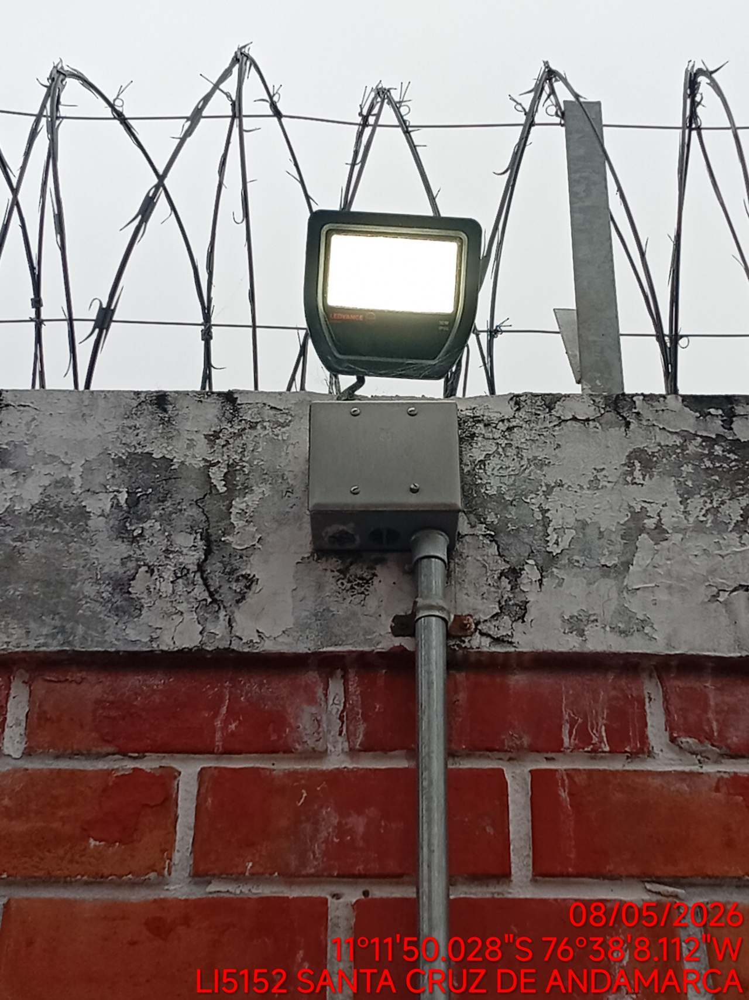 LEDVANCE
08/05/2026
11°11'50.028"S 76°38'8.112"W
LI5152 SANTA CRUZ DE ANDAMARCA